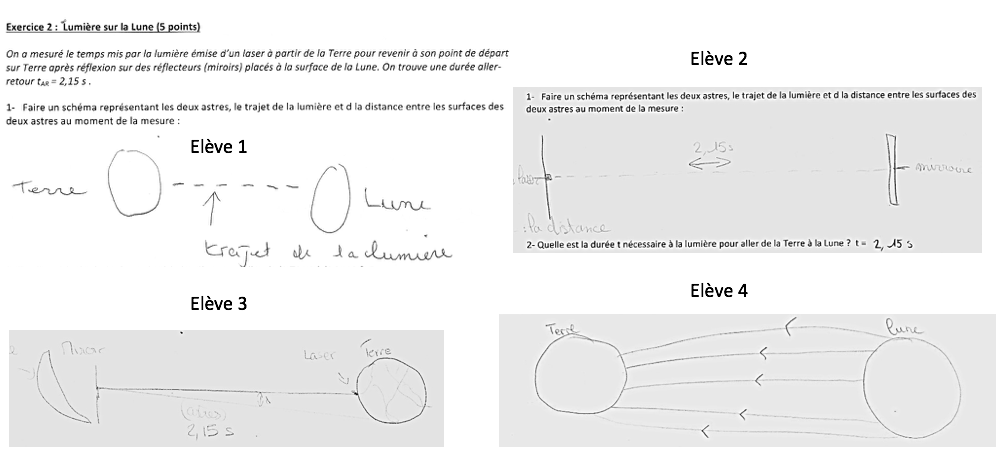 Exercice 2 : Lumière sur la Lune (5 points)
On a mesuré le temps mis par la lumière émise d'un laser à partir de la Terre pour revenir à son point de départ
sur Terre après réflexion sur des réflecteurs (miroirs) placés à la surface de la Lune. On trouve une durée aller-
retour tAR = 2,15 s .
1- Faire un schéma représentant les deux astres, le trajet de la lumière et d la distance entre les surfaces des
deux astres au moment de la mesure :
Elève 1
Terre
Lune
trajet de la lumière
Elève 2
1- Faire un schéma représentant les deux astres, le trajet de la lumière et d la distance entre les surfaces des
deux astres au moment de la mesure :
2,15s
laser
miroire
: la distance
2- Quelle est la durée t nécessaire à la lumière pour aller de la Terre à la Lune ? t = 2,15 s
Elève 3
Miroir
Laser
Terre
2,15 s
Elève 4
Terre
Lune